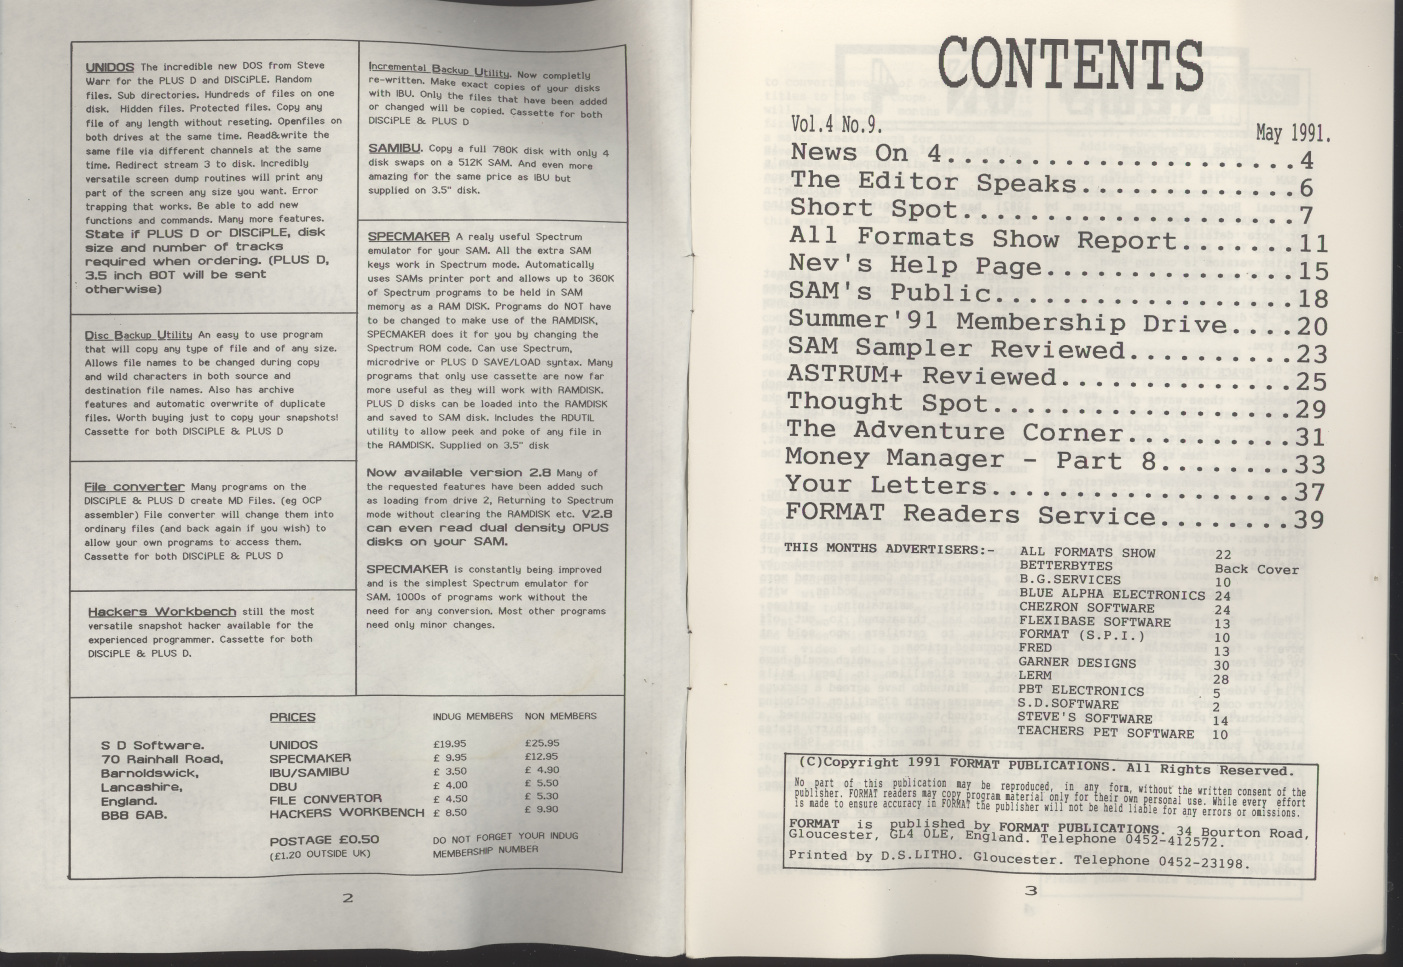 UNIDOS The incredible new DOS from Steve
Warr for the PLUS D and DISCiPLE. Random
files. Sub directories. Hundreds of files on one
disk. Hidden files. Protected files. Copy any
file of any length without reseting. Openfiles on
both drives at the same time. Read&write the
same file via different channels at the same
time. Redirect stream 3 to disk. Incredibly
versatile screen dump routines will print any
part of the screen any size you want. Error
trapping that works. Be able to add new
functions and commands. Many more features.
State if PLUS D or DISCiPLE, disk
size and number of tracks
required when ordering. (PLUS D,
3.5 inch 80T will be sent
otherwise)
Disc Backup Utility An easy to use program
that will copy any type of file and of any size.
Allows file names to be changed during copy
and wild characters in both source and
destination file names. Also has archive
features and automatic overwrite of duplicate
files. Worth buying just to copy your snapshots!
Cassette for both DISCiPLE & PLUS D
File converter Many programs on the
DISCiPLE & PLUS D create MD Files. (eg OCP
assembler) File converter will change them into
ordinary files (and back again if you wish) to
allow your own programs to access them.
Cassette for both DISCiPLE & PLUS D
Hackers Workbench still the most
versatile snapshot hacker available for the
experienced programmer. Cassette for both
DISCiPLE & PLUS D.
Incremental Backup Utility. Now completly
re-written. Make exact copies of your disks
with IBU. Only the files that have been added
or changed will be copied. Cassette for both
DISCiPLE & PLUS D
SAMIBU. Copy a full 780K disk with only 4
disk swaps on a 512K SAM. And even more
amazing for the same price as IBU but
supplied on 3.5" disk.
SPECMAKER A realy useful Spectrum
emulator for your SAM. All the extra SAM
keys work in Spectrum mode. Automatically
uses SAMs printer port and allows up to 360K
of Spectrum programs to be held in SAM
memory as a RAM DISK. Programs do NOT have
to be changed to make use of the RAMDISK,
SPECMAKER does it for you by changing the
Spectrum ROM code. Can use Spectrum,
microdrive or PLUS D SAVE/LOAD syntax. Many
programs that only use cassette are now far
more useful as they will work with RAMDISK.
PLUS D disks can be loaded into the RAMDISK
and saved to SAM disk. Includes the RDUTIL
utility to allow peek and poke of any file in
the RAMDISK. Supplied on 3.5" disk
Now available version 2.8 Many of
the requested features have been added such
as loading from drive 2, Returning to Spectrum
mode without clearing the RAMDISK etc. V2.8
can even read dual density OPUS
disks on your SAM.
SPECMAKER is constantly being improved
and is the simplest Spectrum emulator for
SAM. 1000s of programs work without the
need for any conversion. Most other programs
need only minor changes.
S D Software.
70 Rainhall Road,
Barnoldswick,
Lancashire,
England.
BB8 6AB.
PRICES INDUG MEMBERS NON MEMBERS
UNIDOS £19.95 £25.95
SPECMAKER £ 9.95 £12.95
IBU/SAMIBU £ 3.50 £ 4.90
DBU £ 4.00 £ 5.50
FILE CONVERTOR £ 4.50 £ 5.30
HACKERS WORKBENCH £ 8.50 £ 9.90
POSTAGE £0.50 DO NOT FORGET YOUR INDUG
(£1.20 OUTSIDE UK) MEMBERSHIP NUMBER
2
CONTENTS
Vol.4 No.9. May 1991.
News On 4.....................4
The Editor Speaks.............6
Short Spot....................7
All Formats Show Report.......11
Nev's Help Page...............15
SAM's Public..................18
Summer'91 Membership Drive....20
SAM Sampler Reviewed..........23
ASTRUM+ Reviewed..............25
Thought Spot..................29
The Adventure Corner..........31
Money Manager - Part 8........33
Your Letters..................37
FORMAT Readers Service........39
THIS MONTHS ADVERTISERS:- ALL FORMATS SHOW 22
BETTERBYTES Back Cover
B.G.SERVICES 10
BLUE ALPHA ELECTRONICS 24
CHEZRON SOFTWARE 24
FLEXIBASE SOFTWARE 13
FORMAT (S.P.I.) 10
FRED 13
GARNER DESIGNS 30
LERM 28
PBT ELECTRONICS 5
S.D.SOFTWARE 2
STEVE'S SOFTWARE 14
TEACHERS PET SOFTWARE 10
(C)Copyright 1991 FORMAT PUBLICATIONS. All Rights Reserved.
No part of this publication may be reproduced, in any form, without the written consent of the
publisher. FORMAT readers may copy program material only for their own personal use. While every effort
is made to ensure accuracy in FORMAT the publisher will not be held liable for any errors or omissions.
FORMAT is published by FORMAT PUBLICATIONS. 34 Bourton Road,
Gloucester, GL4 0LE, England. Telephone 0452-412572.
Printed by D.S.LITHO. Gloucester. Telephone 0452-23198.
3